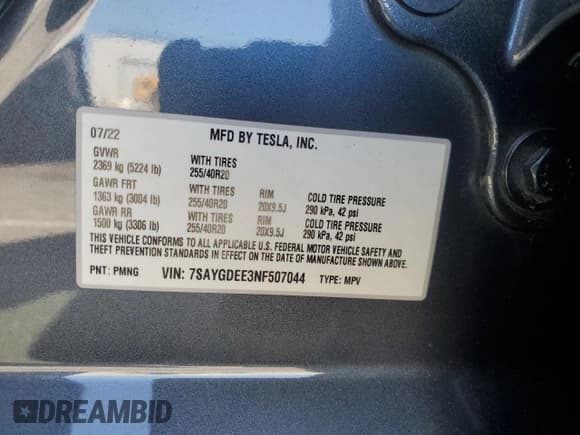 07/22 MFD BY TESLA, INC.
GVWR WITH TIRES
2369 kg (5224 lb) 255/40R20
GAWR FRT WITH TIRES RIM COLD TIRE PRESSURE
1363 kg (3004 lb) 255/40R20 20X9.5J 290 kPa, 42 psi
GAWR RR WITH TIRES RIM COLD TIRE PRESSURE
1500 kg (3306 lb) 255/40R20 20X9.5J 290 kPa, 42 psi
THIS VEHICLE CONFORMS TO ALL APPLICABLE U.S. FEDERAL MOTOR VEHICLE SAFETY AND
THEFT PREVENTION STANDARDS IN EFFECT ON THE DATE OF MANUFACTURE SHOWN ABOVE.
PNT: PMNG VIN: 7SAYGDEE3NF507044 TYPE: MPV
DREAMBID